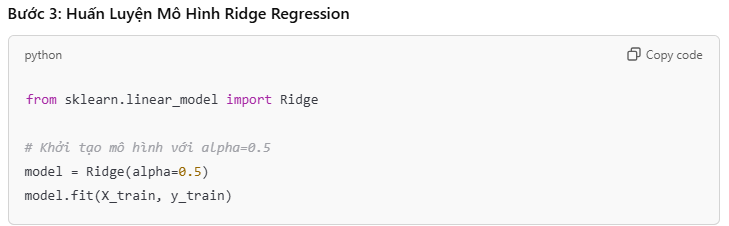 Bước 3: Huấn Luyện Mô Hình Ridge Regression
python
Copy code
from sklearn.linear_model import Ridge
# Khởi tạo mô hình với alpha=0.5
model = Ridge(alpha=0.5)
model.fit(X_train, y_train)